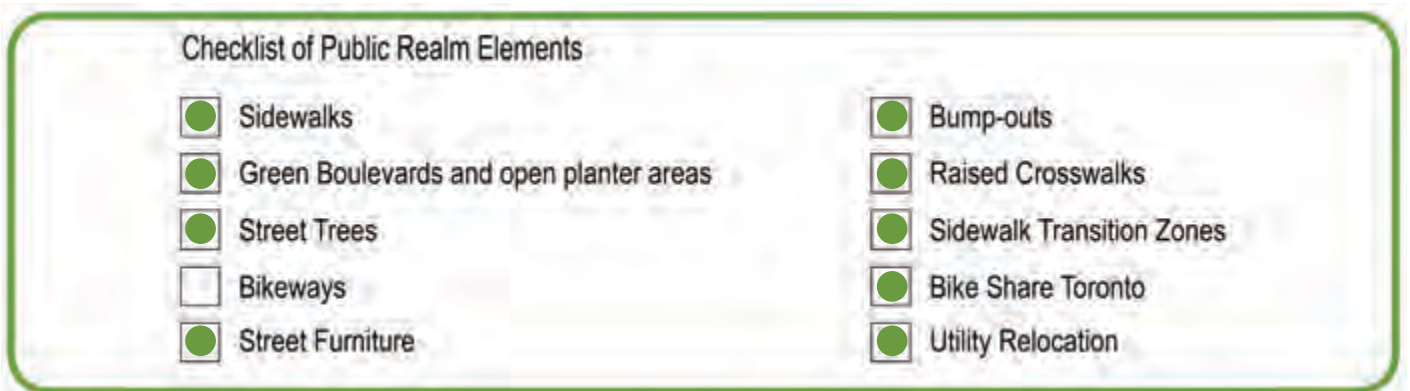 Checklist of Public Realm Elements
Sidewalks
Green Boulevards and open planter areas
Street Trees
Bikeways
Street Furniture
Bump-outs
Raised Crosswalks
Sidewalk Transition Zones
Bike Share Toronto
Utility Relocation